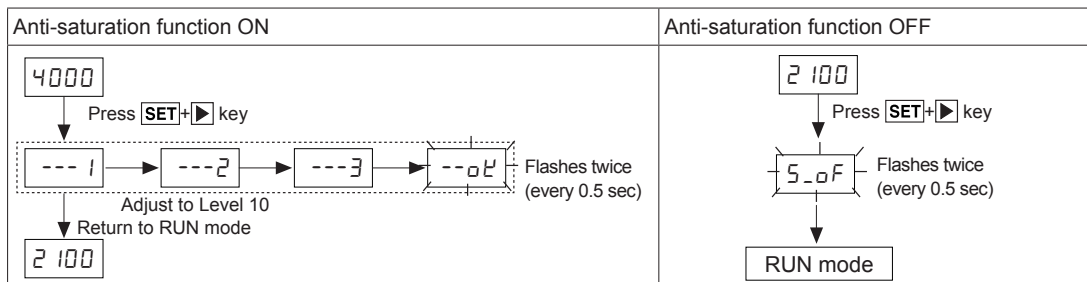 Anti-saturation function ON
4000
Press SET+▶ key
---1
---2
---3
--oK
Flashes twice
(every 0.5 sec)
Adjust to Level 10
Return to RUN mode
2100
Anti-saturation function OFF
2100
Press SET+▶ key
S_oF
Flashes twice
(every 0.5 sec)
RUN mode